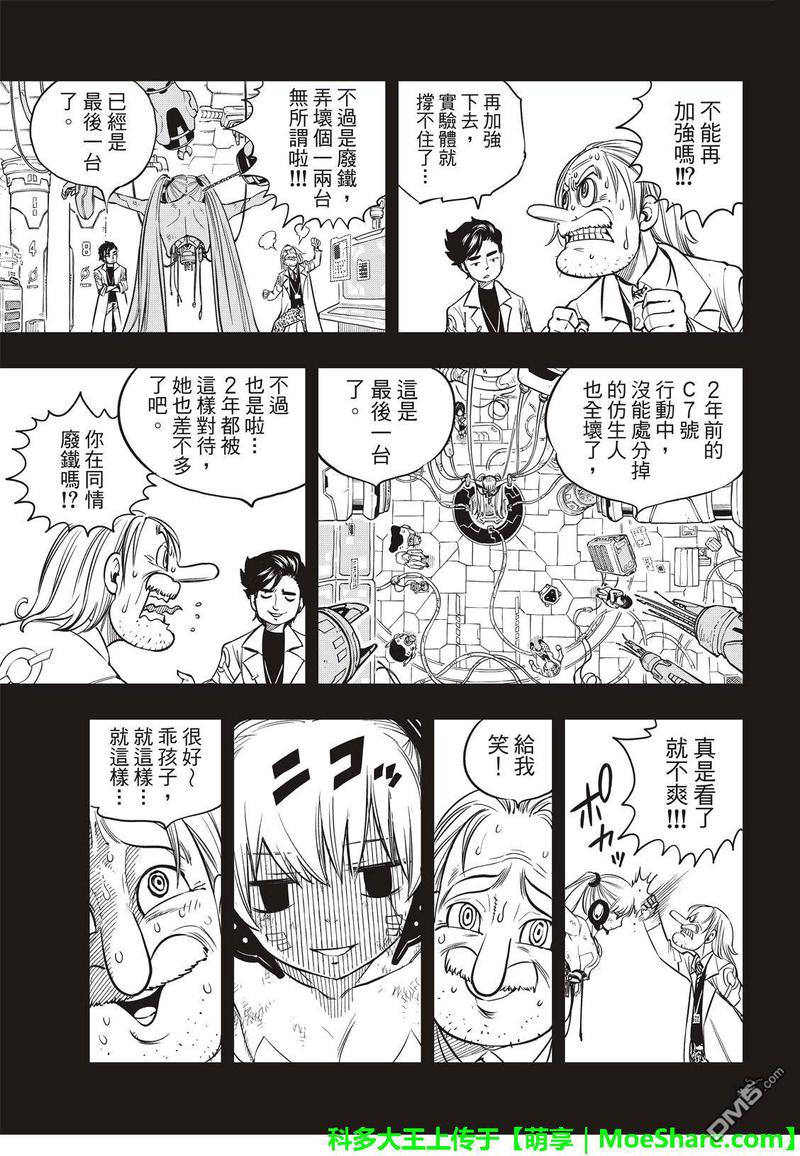 不能再
加強嗎!!?
再加強
下去，
實驗體就
撐不住了…
不過是廢鐵，
弄壞個一兩台
無所謂啦!!!
已經是
最後一台
了。
4
8
2年前的
C7號
行動中，
沒能處分掉
的仿生人
也全壞了，
這是
最後一台
了。
不過
也是啦…
2年都被
這樣對待，
她也差不多
了吧。
你在同情
廢鐵嗎!?
真是看了
就不爽!!!
ポカッ
給我
笑！
ニコッ
很好～
乖孩子，
就這樣…
就這樣…
DM5.com
科多大王上传于【萌享】|MoeShare.com】